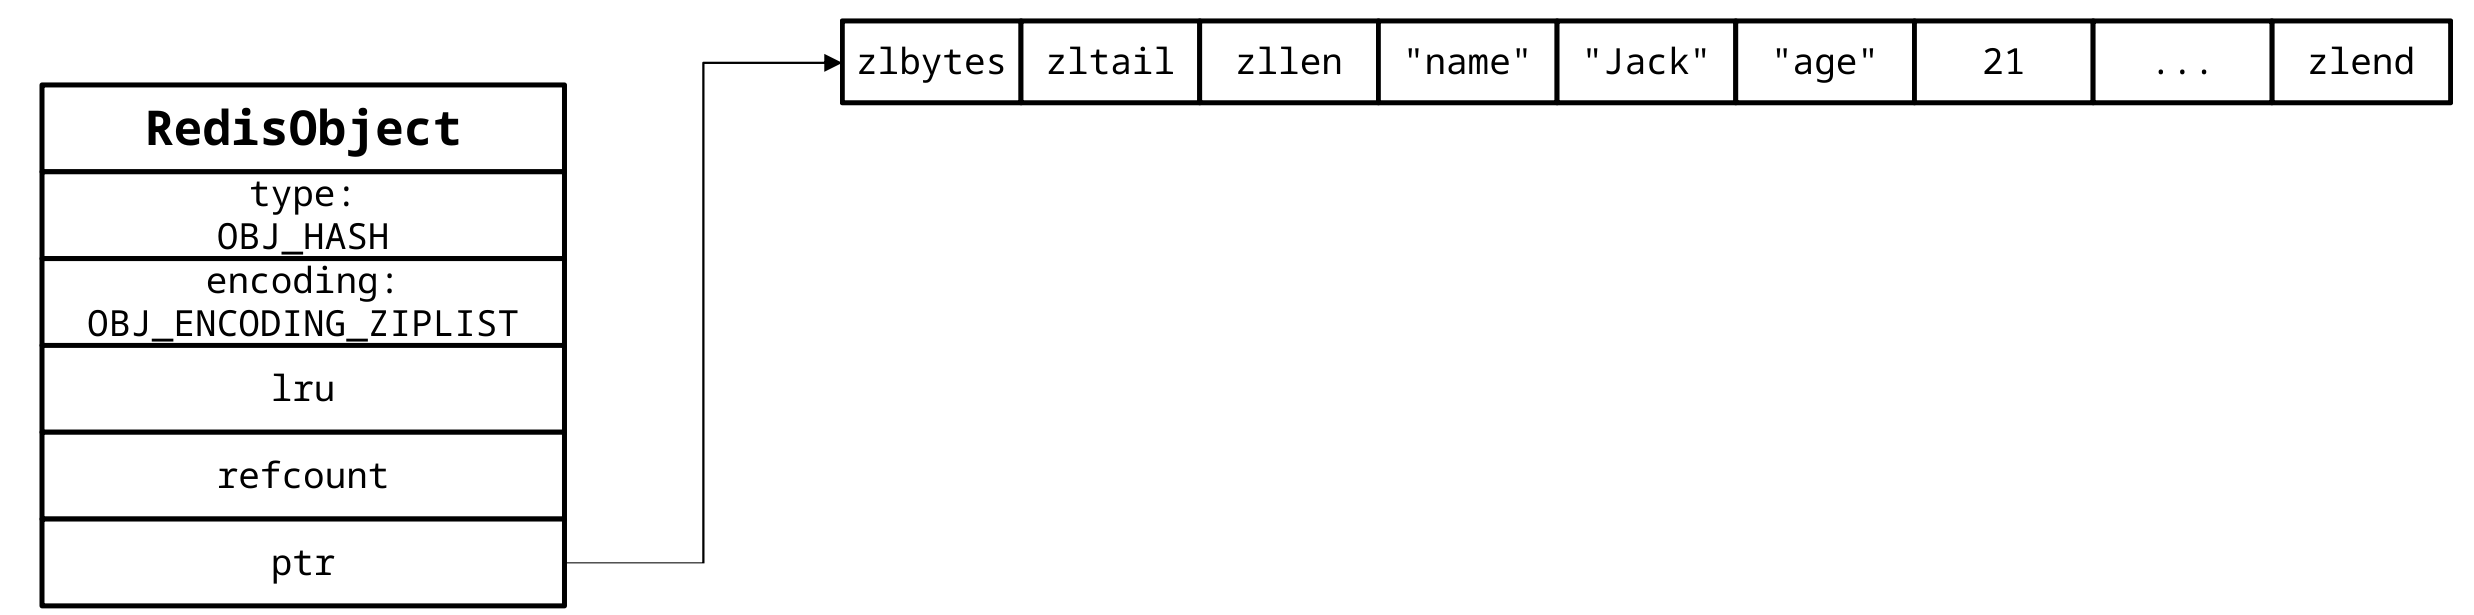 zlbytes zltail zllen "name" "Jack" "age" 21 ... zlend
RedisObject
type:
OBJ_HASH
encoding:
OBJ_ENCODING_ZIPLIST
lru
refcount
ptr